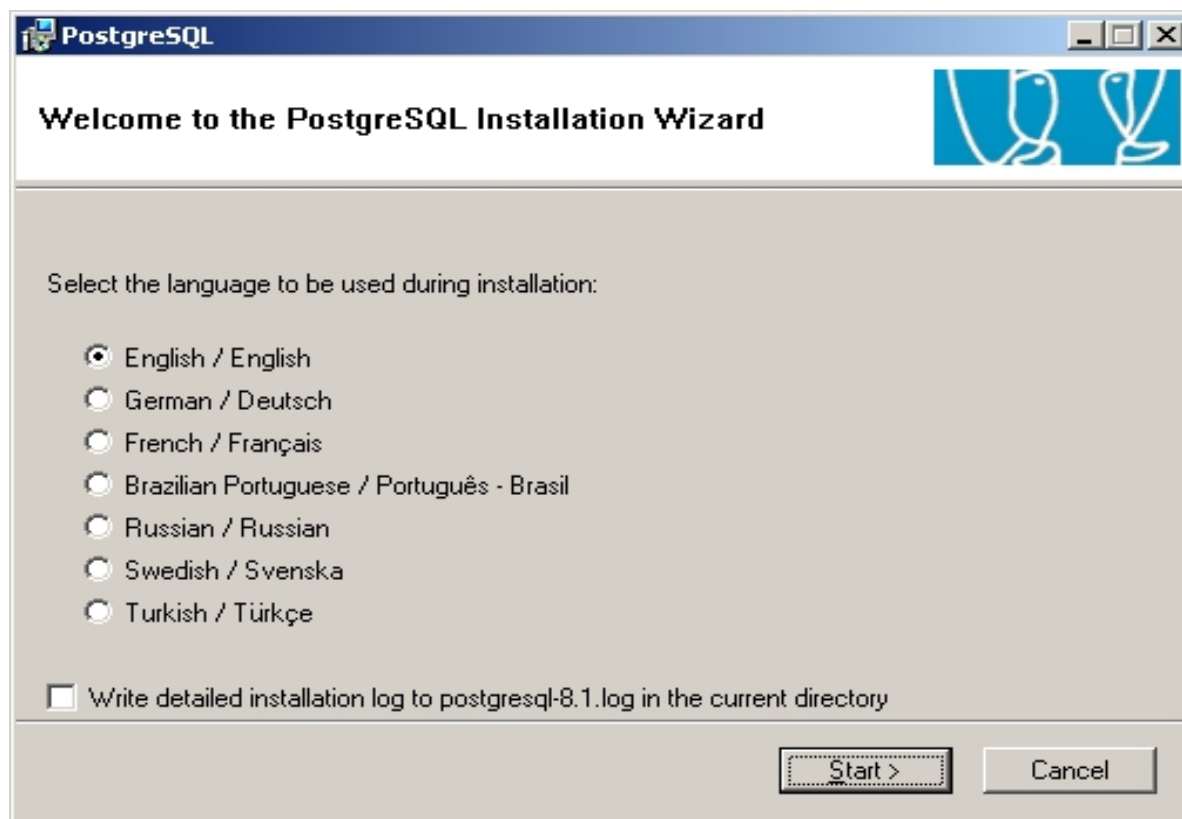 PostgreSQL
Welcome to the PostgreSQL Installation Wizard
Select the language to be used during installation:
English / English
German / Deutsch
French / Français
Brazilian Portuguese / Português - Brasil
Russian / Russian
Swedish / Svenska
Turkish / Türkçe
Write detailed installation log to postgresql-8.1.log in the current directory
Start >
Cancel